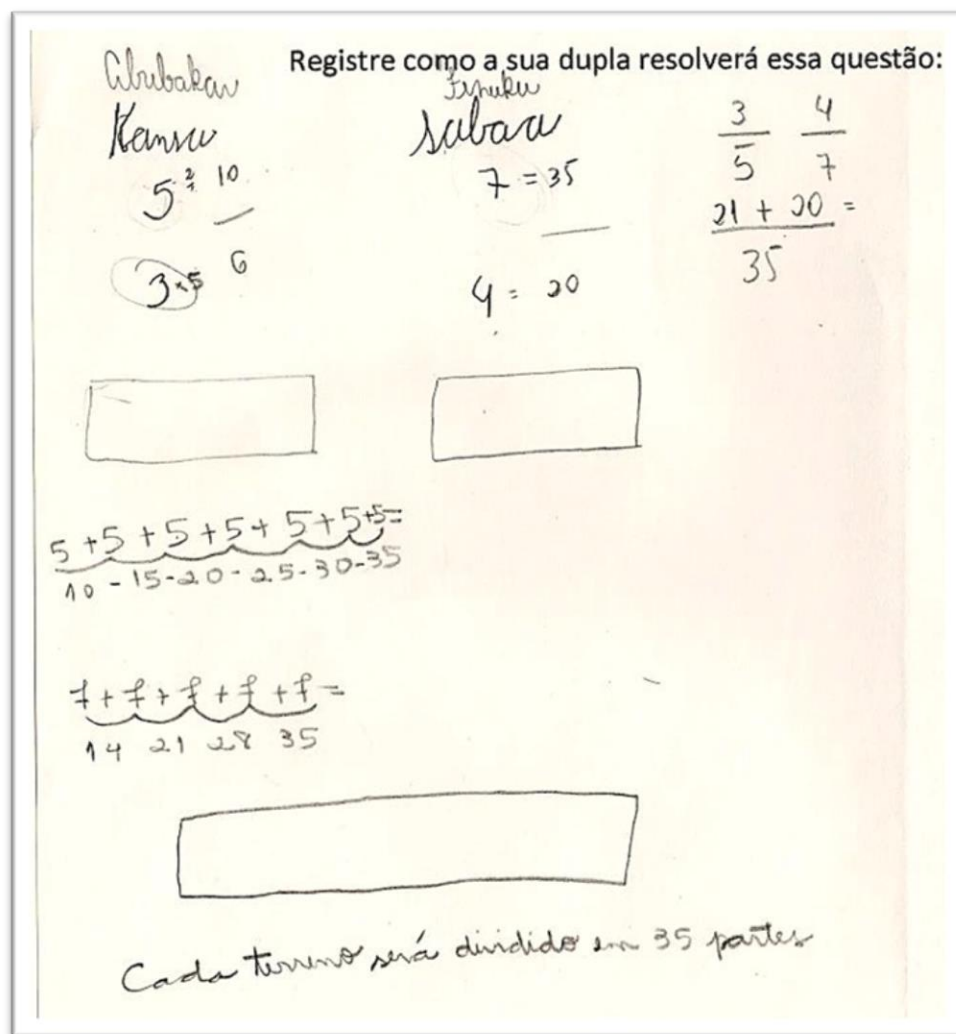 Registre como a sua dupla resolverá essa questão:
Kansu
Sabaa
3/5 4/7
5 10
7 = 35
21 + 20 =
35
3 × 5 6
4 = 20
5 + 5 + 5 + 5 + 5 + 5 + 5 =
10 - 15 - 20 - 25 - 30 - 35
7 + 7 + 7 + 7 + 7 =
14 21 28 35
Cada terreno será dividido em 35 partes